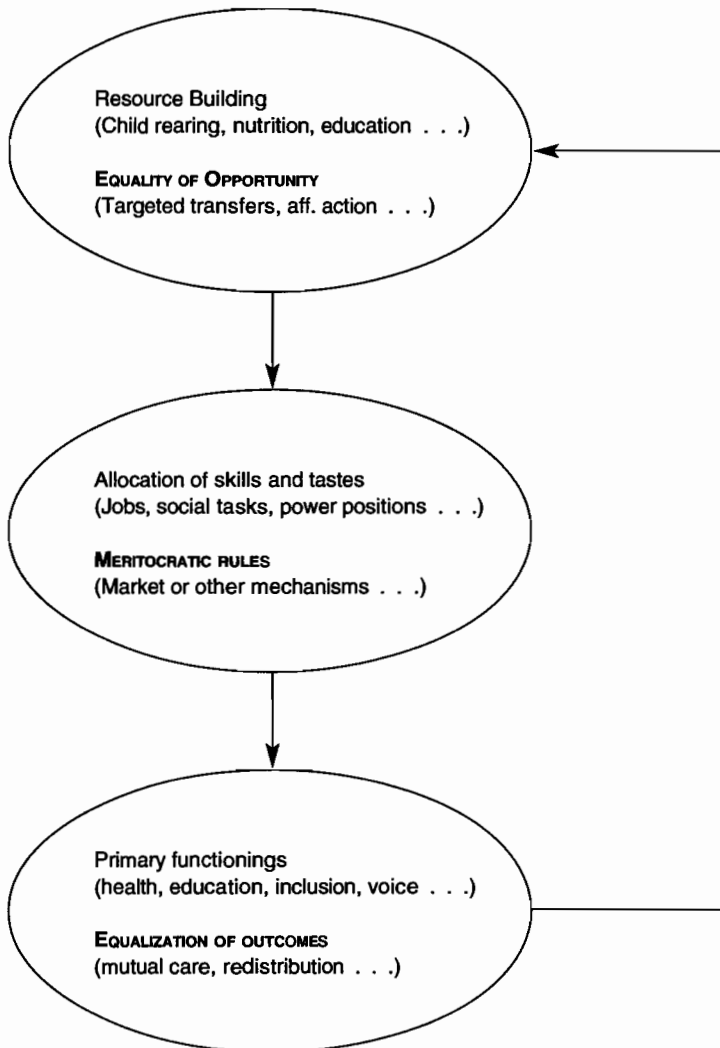 Resource Building
(Child rearing, nutrition, education . . .)
EQUALITY OF OPPORTUNITY
(Targeted transfers, aff. action . . .)
Allocation of skills and tastes
(Jobs, social tasks, power positions . . .)
MERITOCRATIC RULES
(Market or other mechanisms . . .)
Primary functionings
(health, education, inclusion, voice . . .)
EQUALIZATION OF OUTCOMES
(mutual care, redistribution . . .)